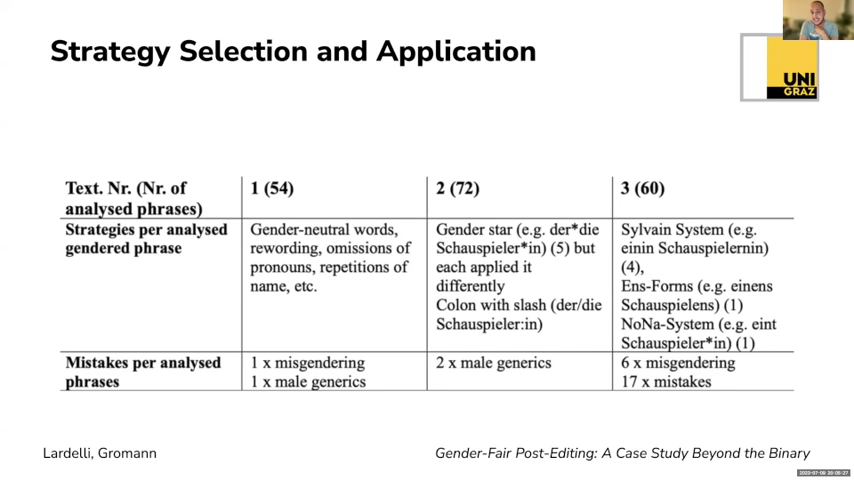 Strategy Selection and Application
UNI
GRAZ
Text. Nr. (Nr. of
analysed phrases)
1 (54)
2 (72)
3 (60)
Strategies per analysed
gendered phrase
Gender-neutral words,
rewording, omissions of
pronouns, repetitions of
name, etc.
Gender star (e.g. der*die
Schauspieler*in) (5) but
each applied it
differently
Colon with slash (der/die
Schauspieler:in)
Sylvain System (e.g.
einin Schauspielernin)
(4),
Ens-Forms (e.g. einens
Schauspielens) (1)
NoNa-System (e.g. eint
Schauspieler*in) (1)
Mistakes per analysed
phrases
1 x misgendering
1 x male generics
2 x male generics
6 x misgendering
17 x mistakes
Lardelli, Gromann
Gender-Fair Post-Editing: A Case Study Beyond the Binary